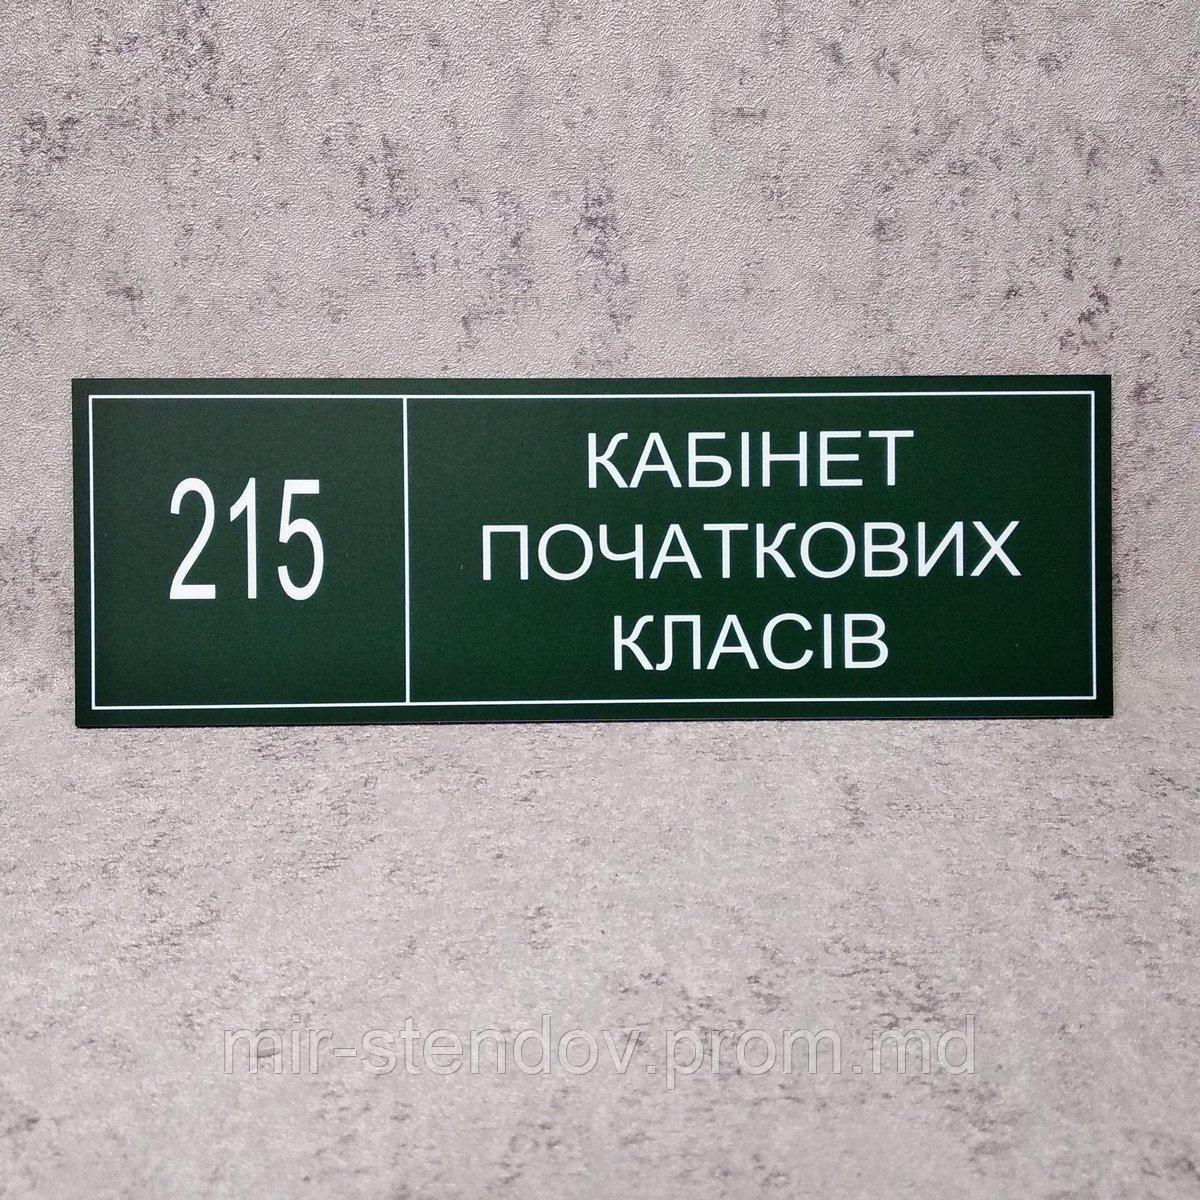 215
КАБІНЕТ
ПОЧАТКОВИХ
КЛАСІВ
mir-stendov.prom.md